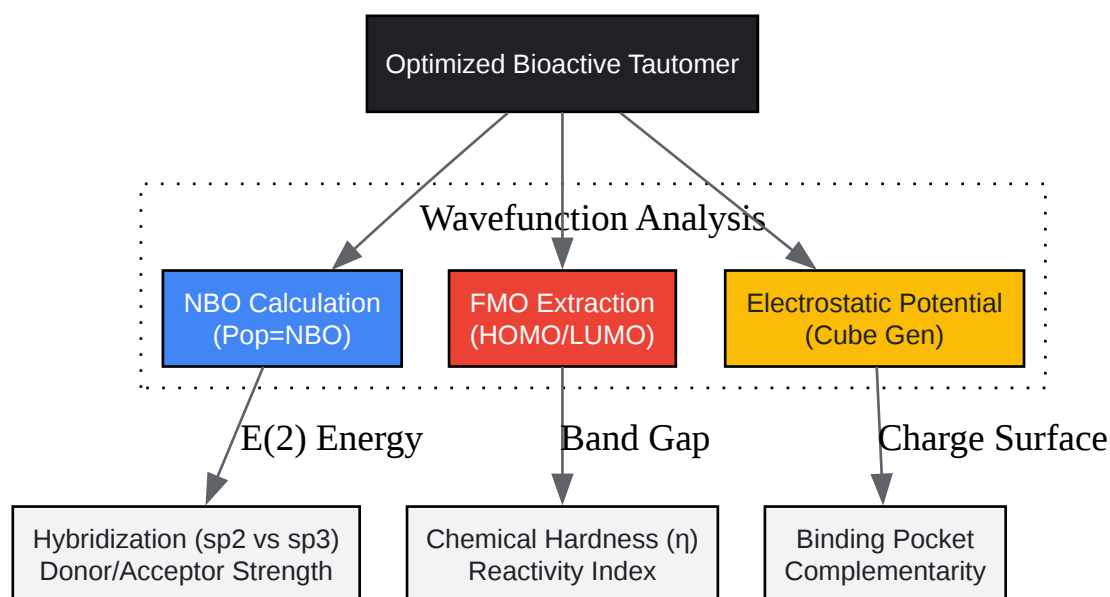 Optimized Bioactive Tautomer
Wavefunction Analysis
NBO Calculation
(Pop=NBO)
FMO Extraction
(HOMO/LUMO)
Electrostatic Potential
(Cube Gen)
E(2) Energy
Band Gap
Charge Surface
Hybridization (sp2 vs sp3)
Donor/Acceptor Strength
Chemical Hardness (η)
Reactivity Index
Binding Pocket
Complementarity